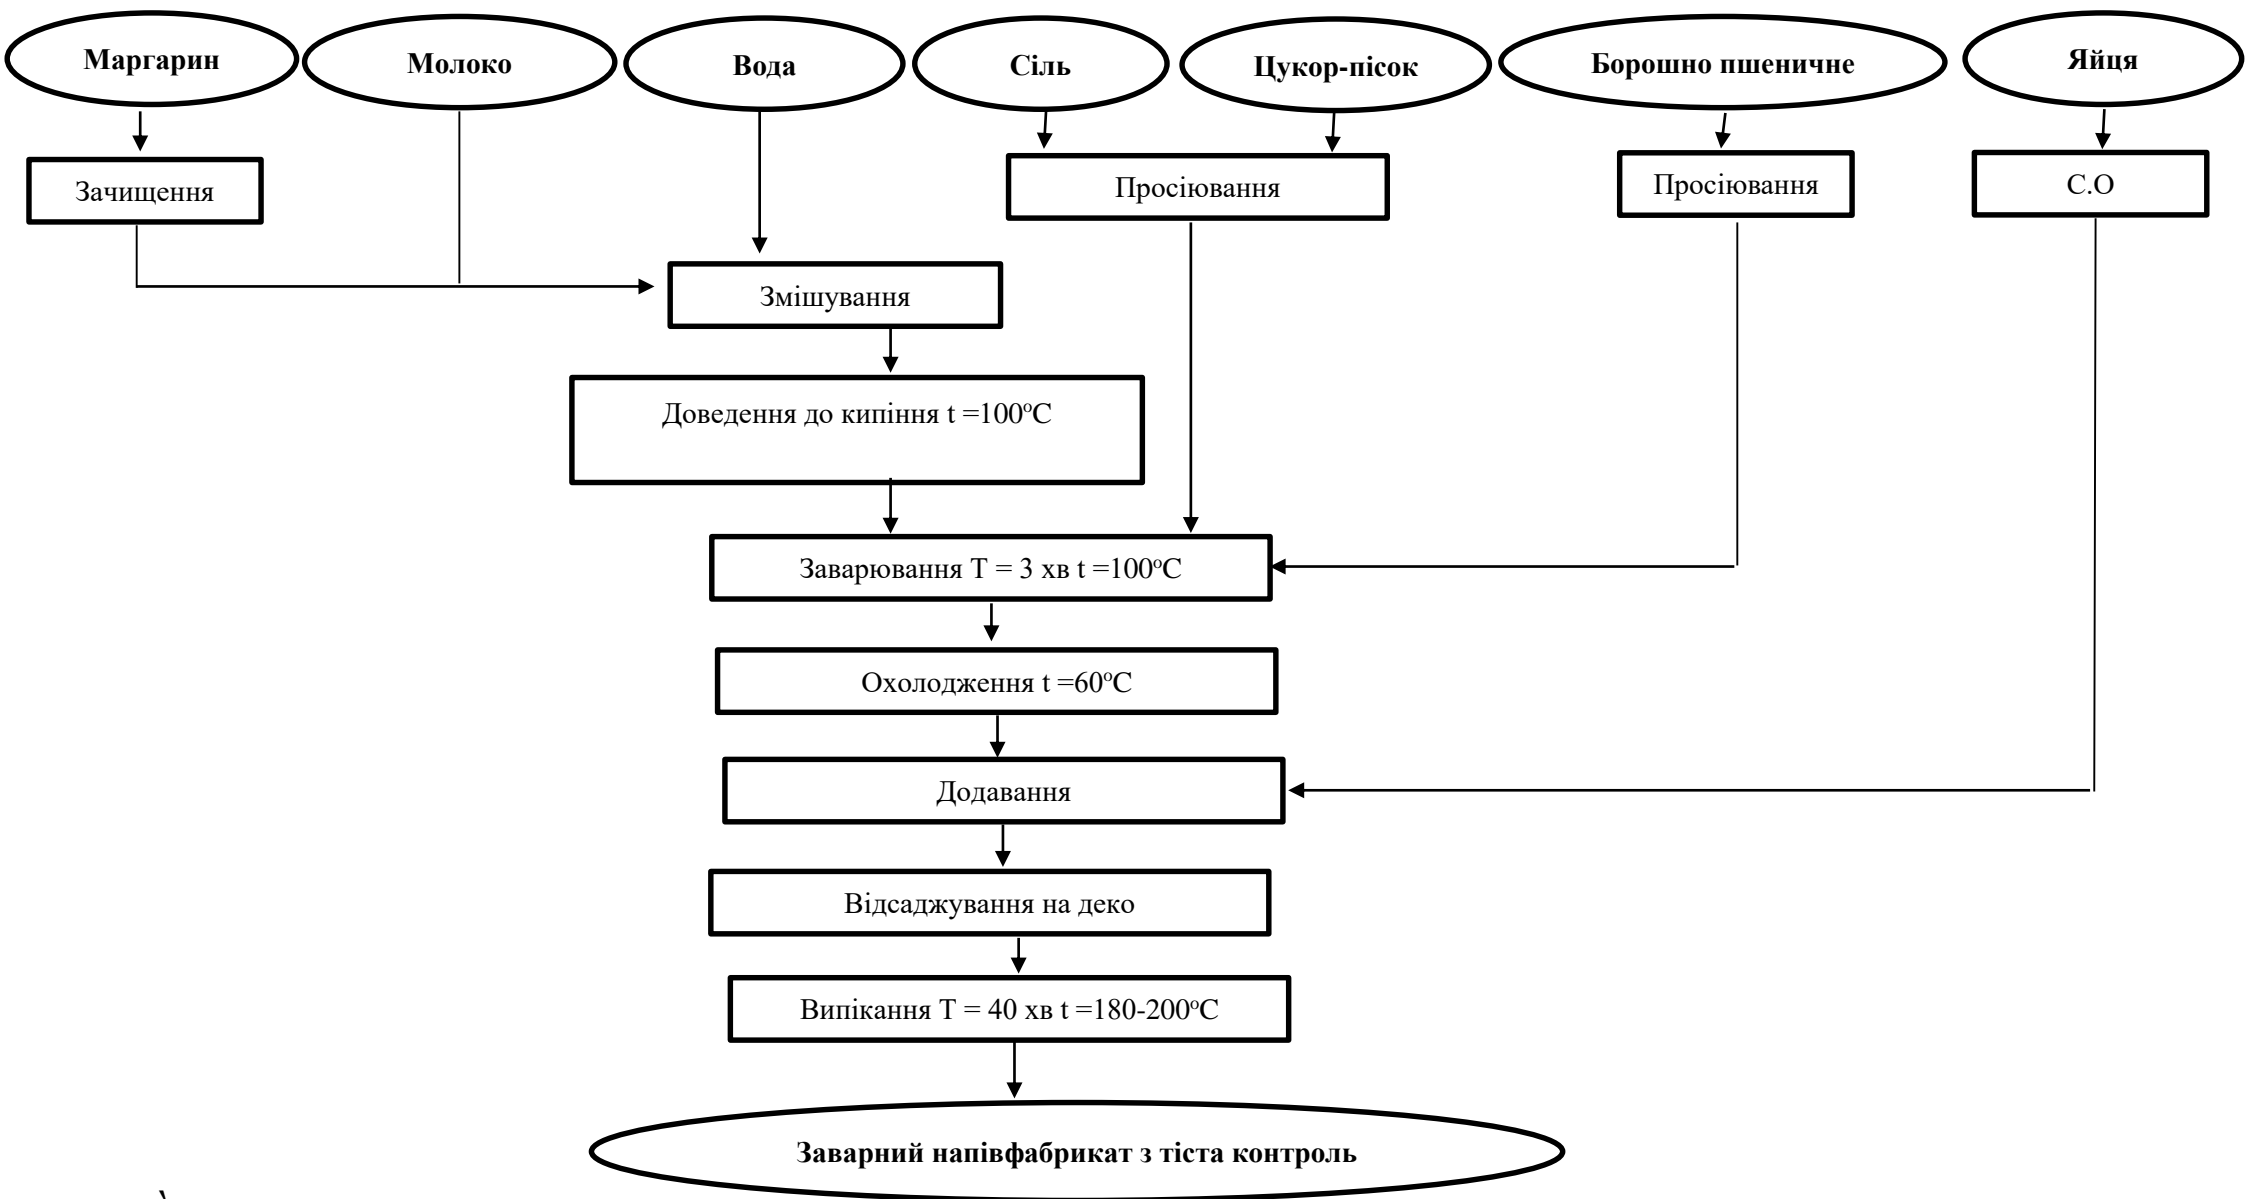 Маргарин
Молоко
Вода
Сіль
Цукор-пісок
Борошно пшеничне
Яйця
Зачищення
Просіювання
Просіювання
С.О
Змішування
Доведення до кипіння t =100°С
Заварювання Т = 3 хв t =100°С
Охолодження t =60°С
Додавання
Відсаджування на деко
Випікання Т = 40 хв t =180-200°С
Заварний напівфабрикат з тіста контроль